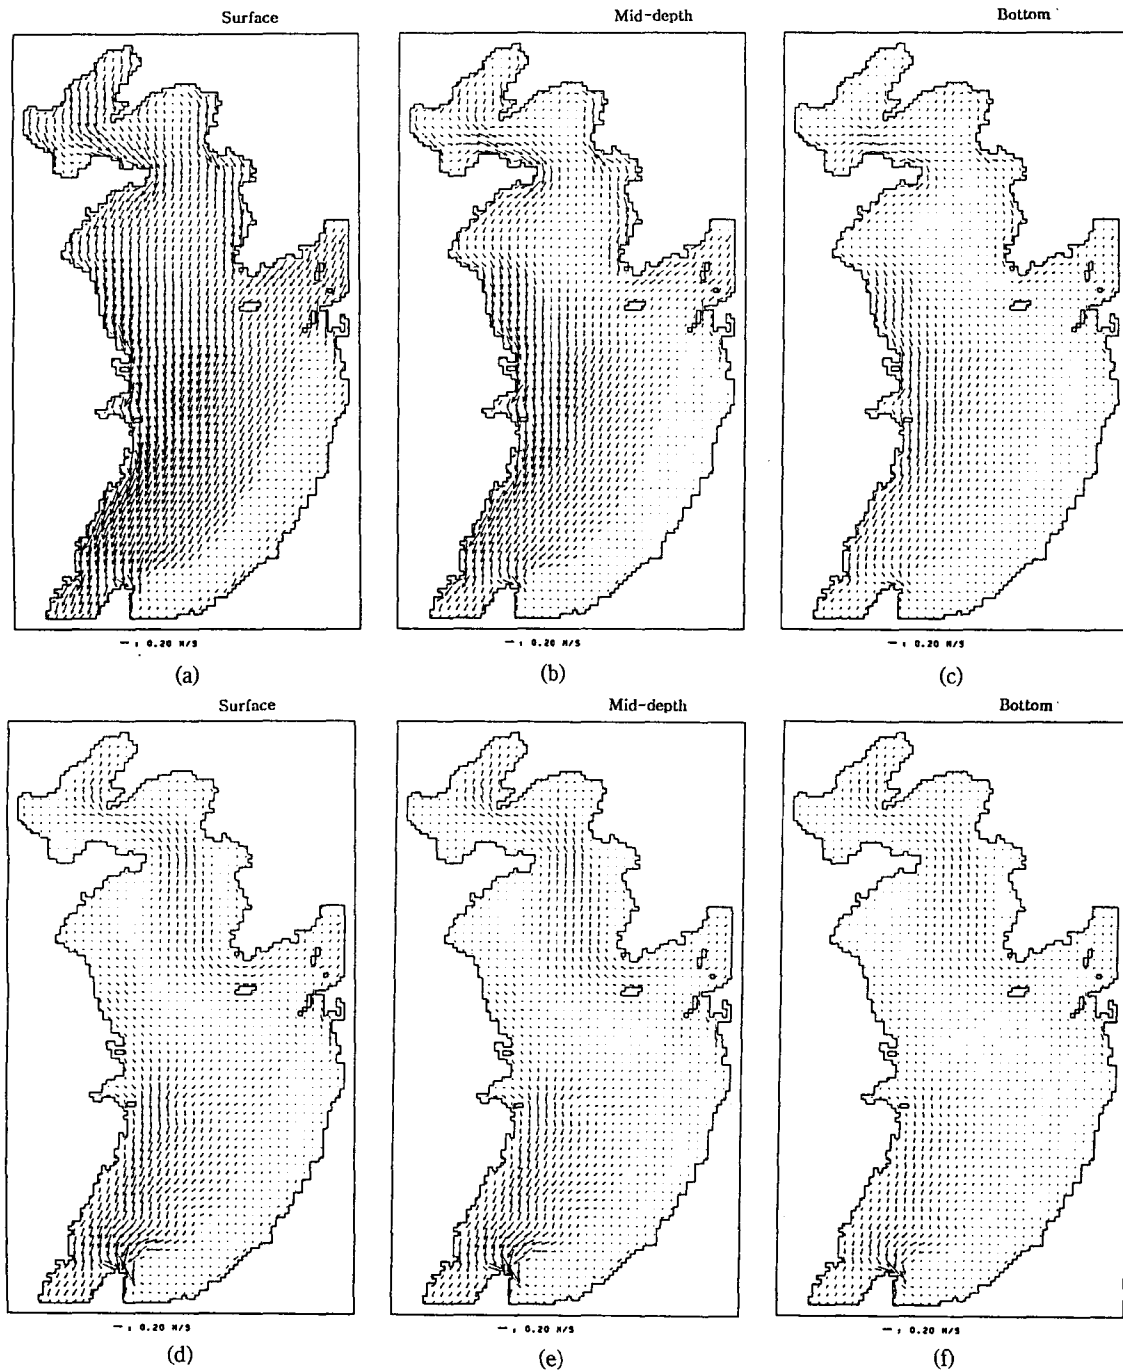 Surface
Mid-depth
Bottom
— : 0.20 M/S
— : 0.20 M/S
— : 0.20 M/S
(a)
(b)
(c)
Surface
Mid-depth
Bottom
— : 0.20 M/S
— : 0.20 M/S
— : 0.20 M/S
(d)
(e)
(f)